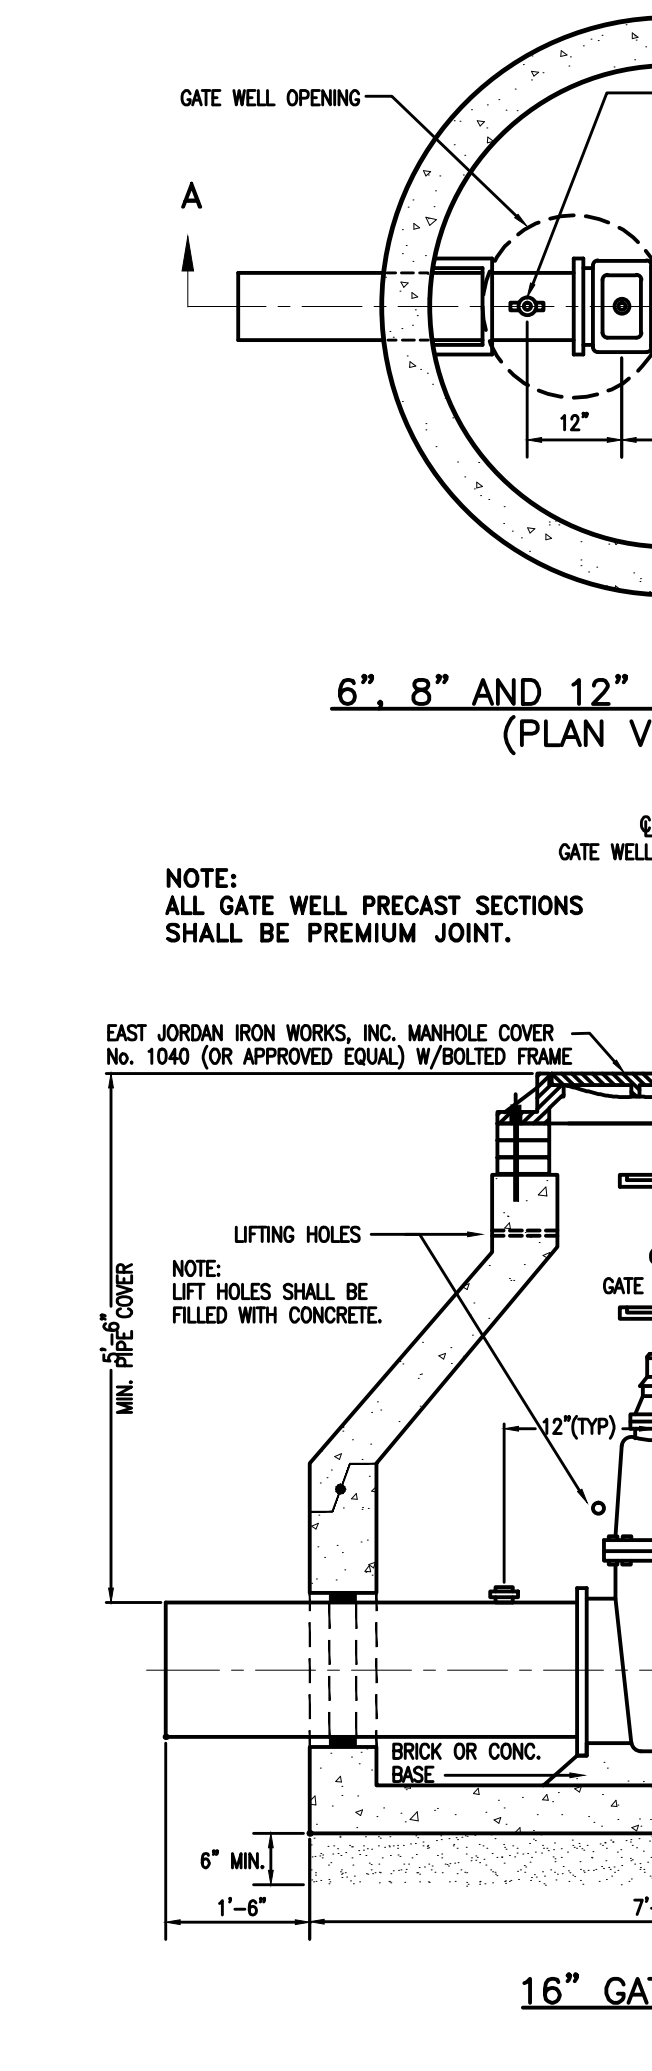 GATE WELL OPENING
A
12"
6", 8" AND 12"
(PLAN V
℄
GATE WELL
NOTE:
ALL GATE WELL PRECAST SECTIONS
SHALL BE PREMIUM JOINT.
EAST JORDAN IRON WORKS, INC. MANHOLE COVER
No. 1040 (OR APPROVED EQUAL) W/BOLTED FRAME
LIFTING HOLES
NOTE:
LIFT HOLES SHALL BE
FILLED WITH CONCRETE.
GATE
5'-6"
MIN. PIPE COVER
12"(TYP)
BRICK OR CONC.
BASE
6" MIN.
1'-6"
7'
16" GAT